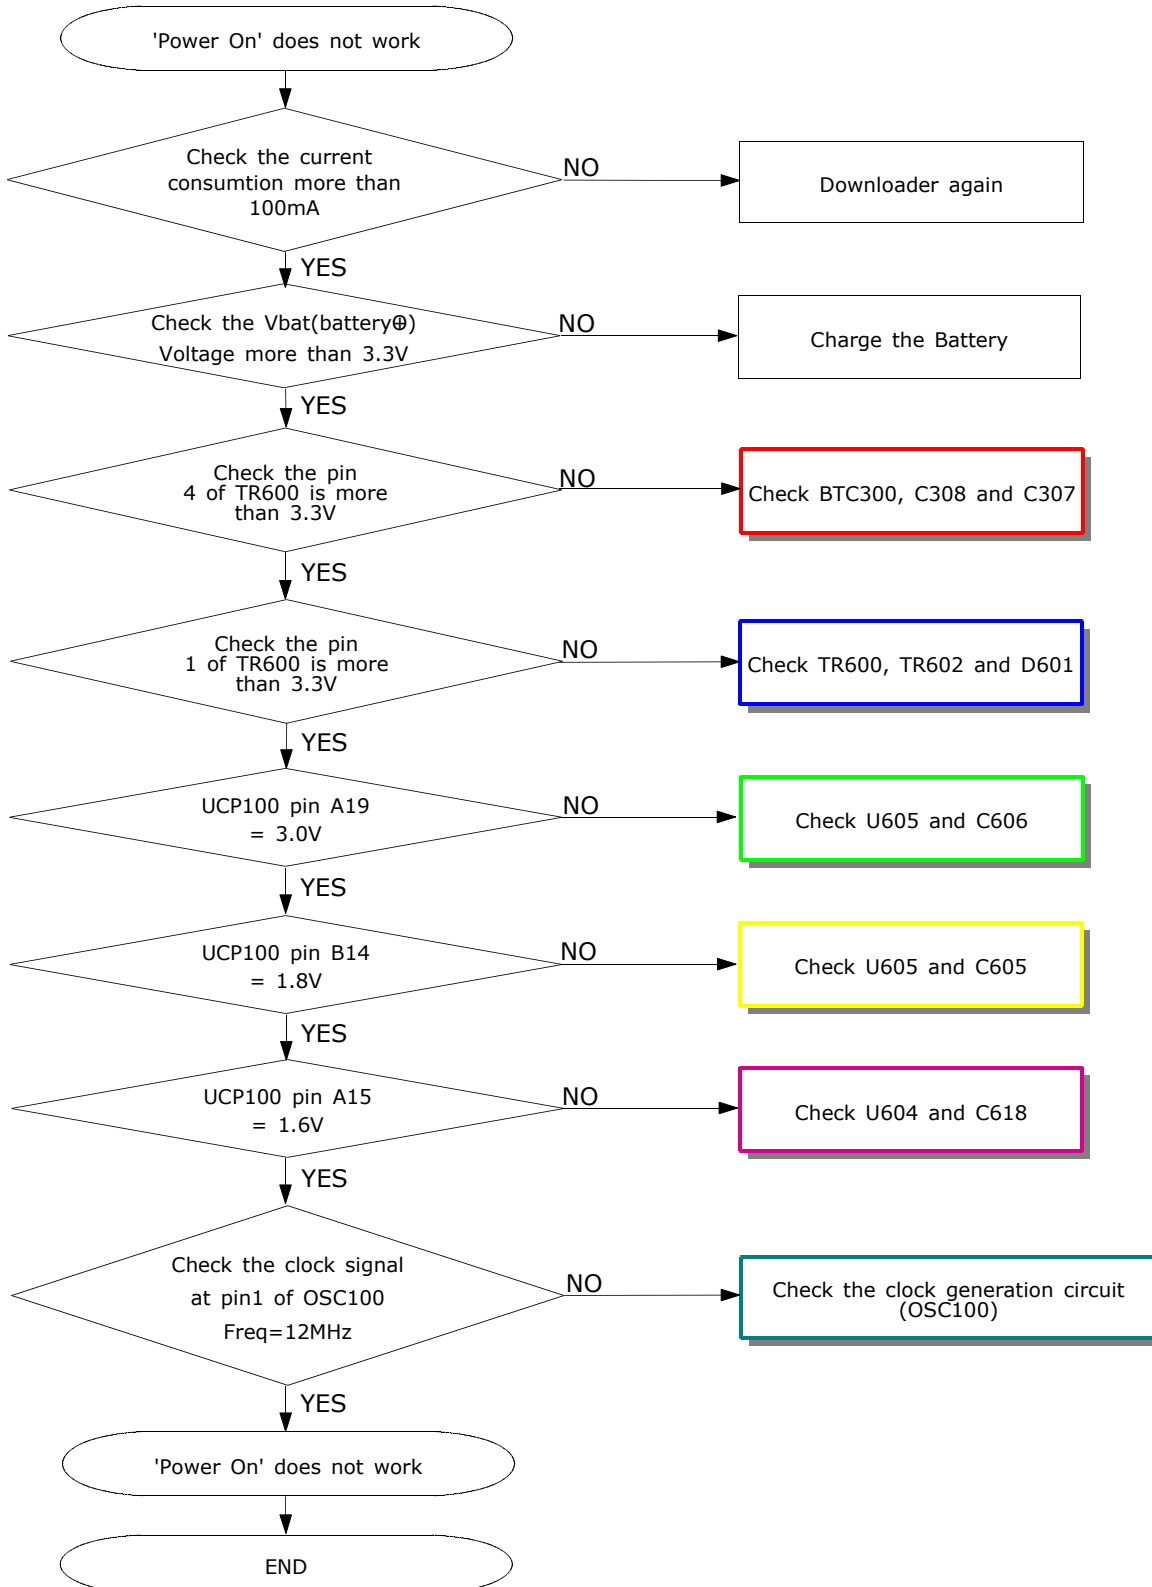 'Power On' does not work
Check the current
consumtion more than
100mA
NO
Downloader again
YES
Check the Vbat(battery⊕)
Voltage more than 3.3V
NO
Charge the Battery
YES
Check the pin
4 of TR600 is more
than 3.3V
NO
Check BTC300, C308 and C307
YES
Check the pin
1 of TR600 is more
than 3.3V
NO
Check TR600, TR602 and D601
YES
UCP100 pin A19
= 3.0V
NO
Check U605 and C606
YES
UCP100 pin B14
= 1.8V
NO
Check U605 and C605
YES
UCP100 pin A15
= 1.6V
NO
Check U604 and C618
YES
Check the clock signal
at pin1 of OSC100
Freq=12MHz
NO
Check the clock generation circuit
(OSC100)
YES
'Power On' does not work
END